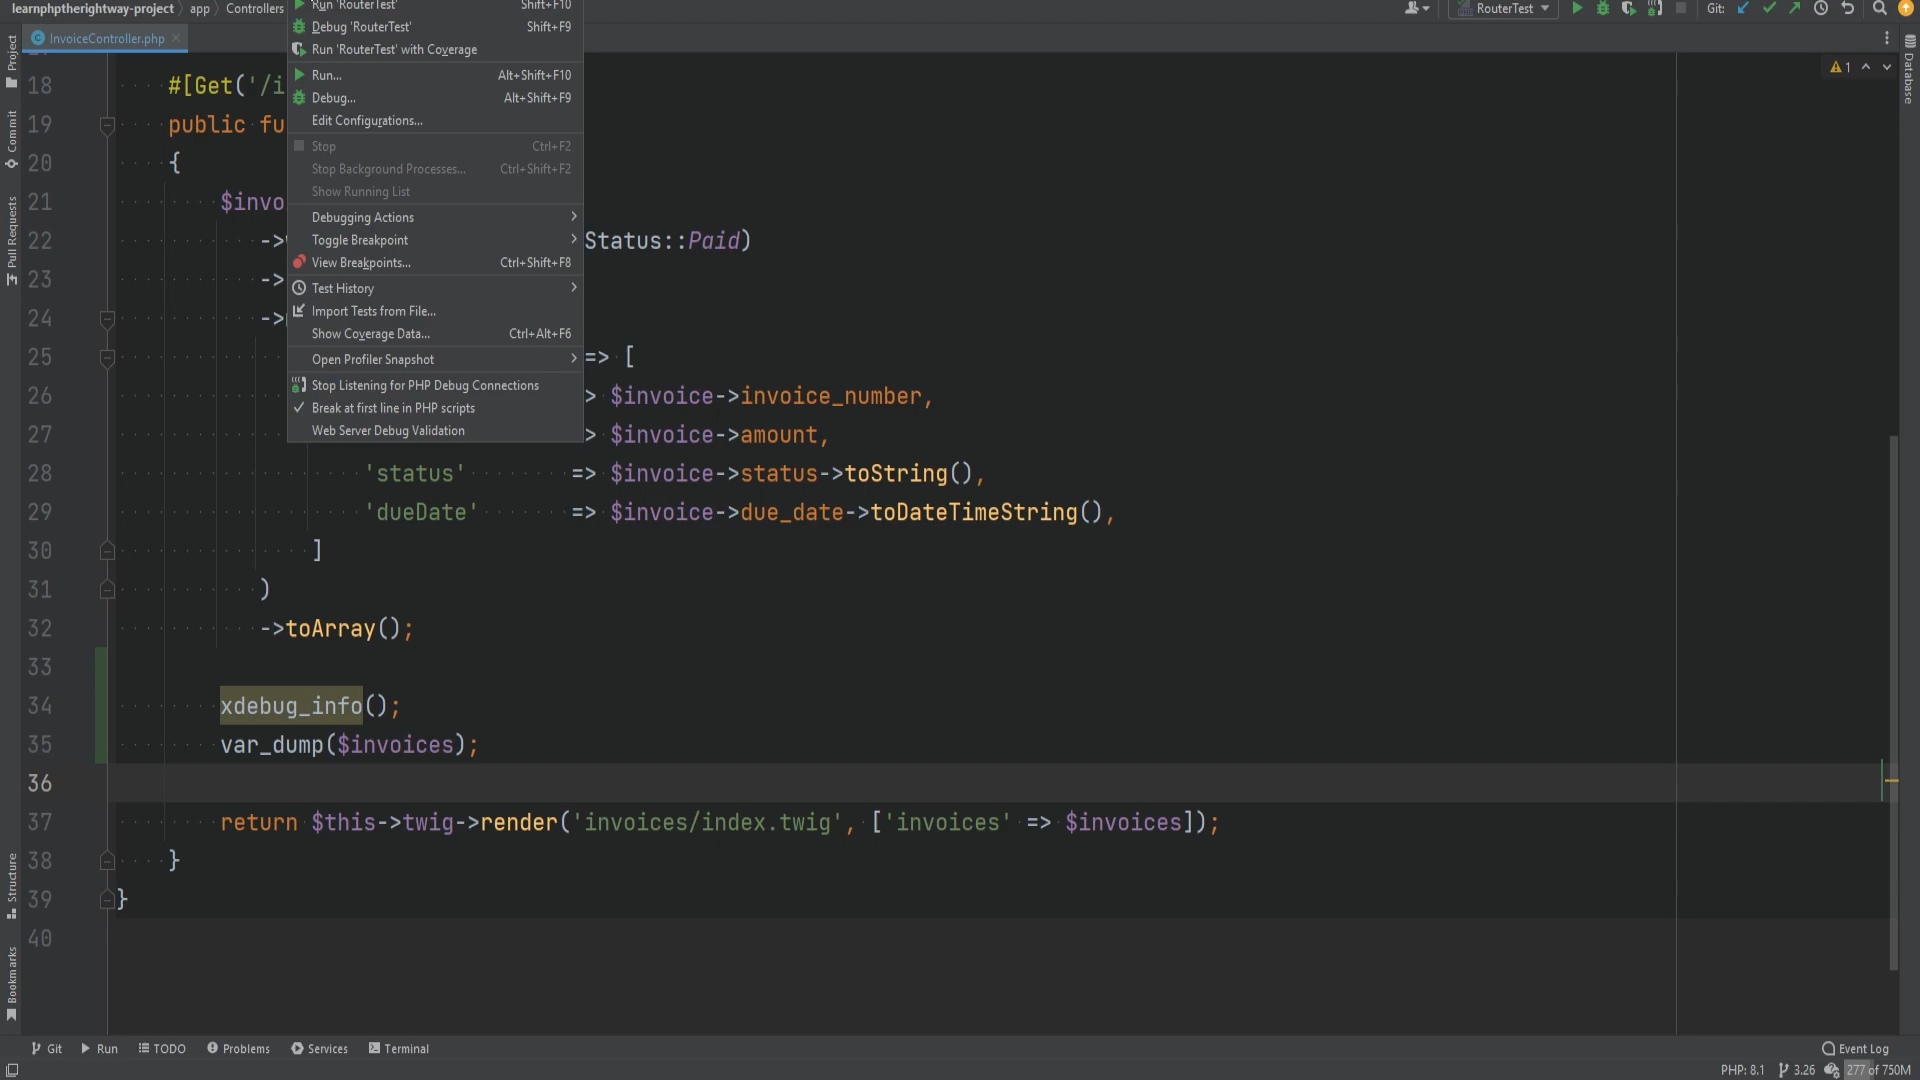 learnphptherightway-project
app
Controllers
Run 'RouterTest' Shift+F10
Debug 'RouterTest' Shift+F9
Run 'RouterTest' with Coverage
Run... Alt+Shift+F10
Debug... Alt+Shift+F9
Edit Configurations...
Stop Ctrl+F2
Stop Background Processes... Ctrl+Shift+F2
Show Running List
Debugging Actions
Toggle Breakpoint
View Breakpoints... Ctrl+Shift+F8
Test History
Import Tests from File...
Show Coverage Data... Ctrl+Alt+F6
Open Profiler Snapshot
Stop Listening for PHP Debug Connections
Break at first line in PHP scripts
Web Server Debug Validation
RouterTest
Git:
InvoiceController.php
1
Project
Commit
Pull Requests
Structure
Bookmarks
Database
18 #[Get('/i
19 public fu
20 {
21 $invo
22 -> Status::Paid)
23 ->
24 ->
25 => [
26 > $invoice->invoice_number,
27 > $invoice->amount,
28 'status' => $invoice->status->toString(),
29 'dueDate' => $invoice->due_date->toDateTimeString(),
30 ]
31 )
32 ->toArray();
33
34 xdebug_info();
35 var_dump($invoices);
36
37 return $this->twig->render('invoices/index.twig', ['invoices' => $invoices]);
38 }
39 }
40
Git
Run
TODO
Problems
Services
Terminal
Event Log
PHP: 8.1
3.26
277 of 750M